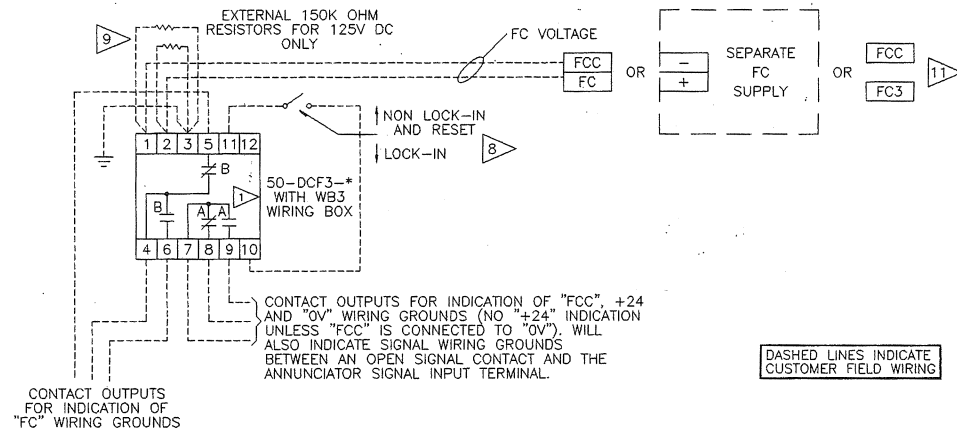 EXTERNAL 150K OHM
RESISTORS FOR 125V DC
ONLY
9
FC VOLTAGE
FCC
FC
OR
-
+
SEPARATE
FC
SUPPLY
OR
FCC
FC3
11
NON LOCK-IN
AND RESET
LOCK-IN
8
1 2 3 5 11 12
B
B
A A
1
50-DCF3-*
WITH WB3
WIRING BOX
4 6 7 8 9 10
CONTACT OUTPUTS FOR INDICATION OF "FCC", +24
AND "0V" WIRING GROUNDS (NO "+24" INDICATION
UNLESS "FCC" IS CONNECTED TO "0V"). WILL
ALSO INDICATE SIGNAL WIRING GROUNDS
BETWEEN AN OPEN SIGNAL CONTACT AND THE
ANNUNCIATOR SIGNAL INPUT TERMINAL.
DASHED LINES INDICATE
CUSTOMER FIELD WIRING
CONTACT OUTPUTS
FOR INDICATION OF
"FC" WIRING GROUNDS